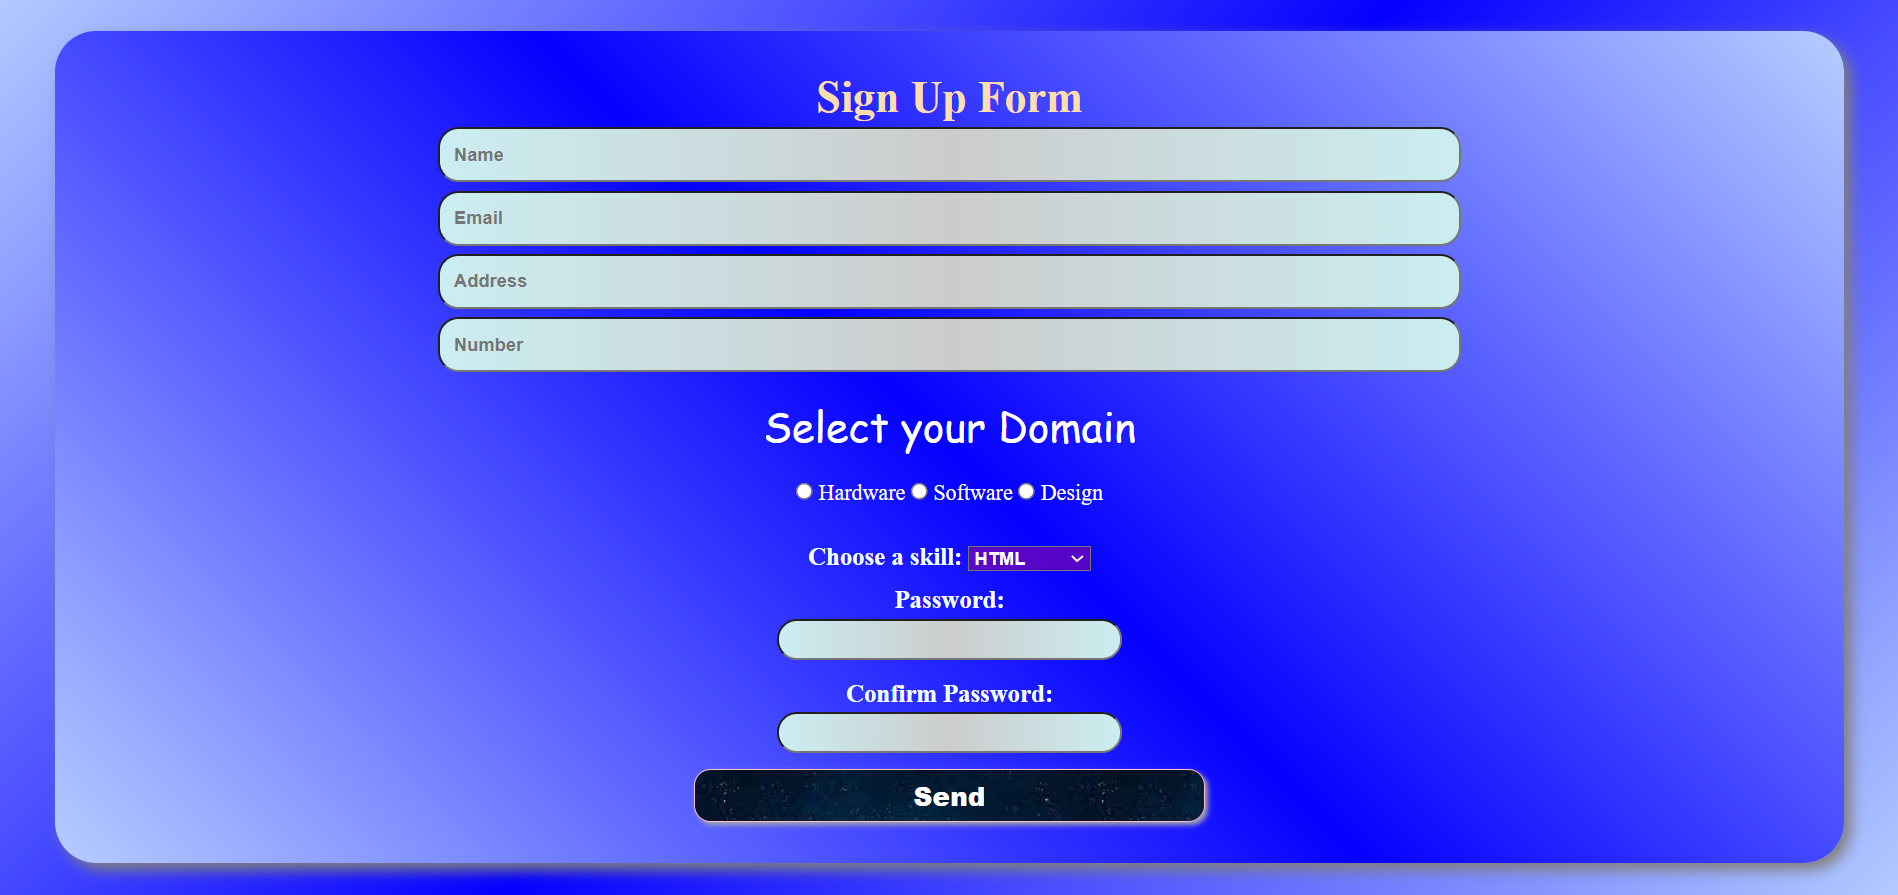 Sign Up Form
Name
Email
Address
Number
Select your Domain
Hardware Software Design
Choose a skill: HTML
Password:
Confirm Password:
Send